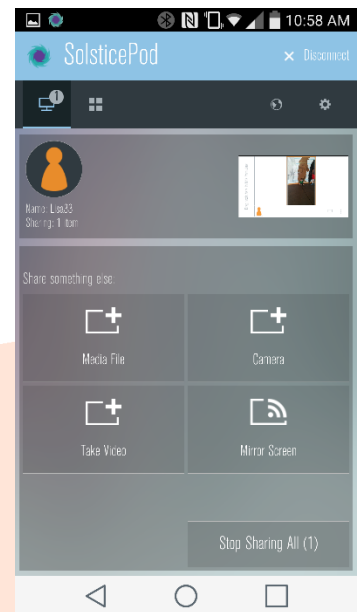 10:58 AM
SolsticePod
× Disconnect
1
Name: Lisa23
Sharing: 1 item
Share something else.
Media File
Camera
Take Video
Mirror Screen
Stop Sharing All (1)